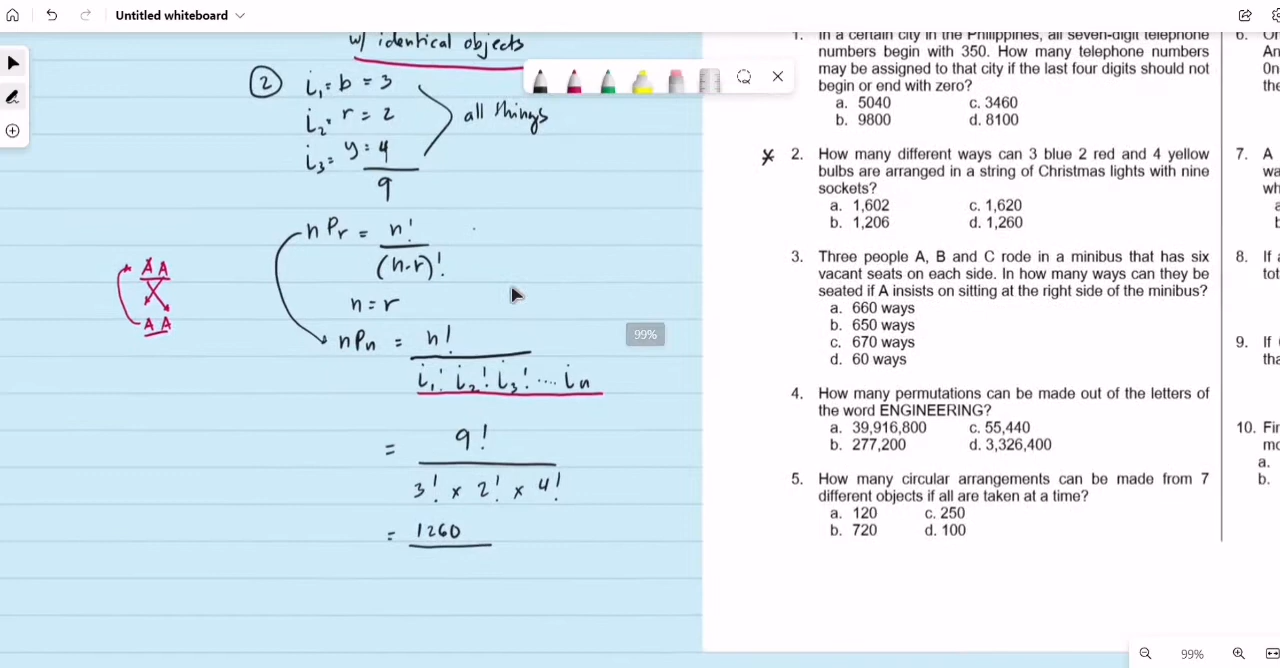 Untitled whiteboard
w/ identical objects
② i₁ = b = 3
i₂ = r = 2
i₃ = y = 4
9
all things
nPr = n!
(n-r)!
n = r
nPn = n!
i₁! i₂! i₃! .... in
= 9!
3! x 2! x 4!
= 1260
A A
A A
99%
1. In a certain city in the Philippines, all seven-digit telephone
numbers begin with 350. How many telephone numbers
may be assigned to that city if the last four digits should not
begin or end with zero?
a. 5040 c. 3460
b. 9800 d. 8100
2. How many different ways can 3 blue 2 red and 4 yellow
bulbs are arranged in a string of Christmas lights with nine
sockets?
a. 1,602 c. 1,620
b. 1,206 d. 1,260
3. Three people A, B and C rode in a minibus that has six
vacant seats on each side. In how many ways can they be
seated if A insists on sitting at the right side of the minibus?
a. 660 ways
b. 650 ways
c. 670 ways
d. 60 ways
4. How many permutations can be made out of the letters of
the word ENGINEERING?
a. 39,916,800 c. 55,440
b. 277,200 d. 3,326,400
5. How many circular arrangements can be made from 7
different objects if all are taken at a time?
a. 120 c. 250
b. 720 d. 100
6.
7. A
8. If
9. If
10.
a.
b.
99%